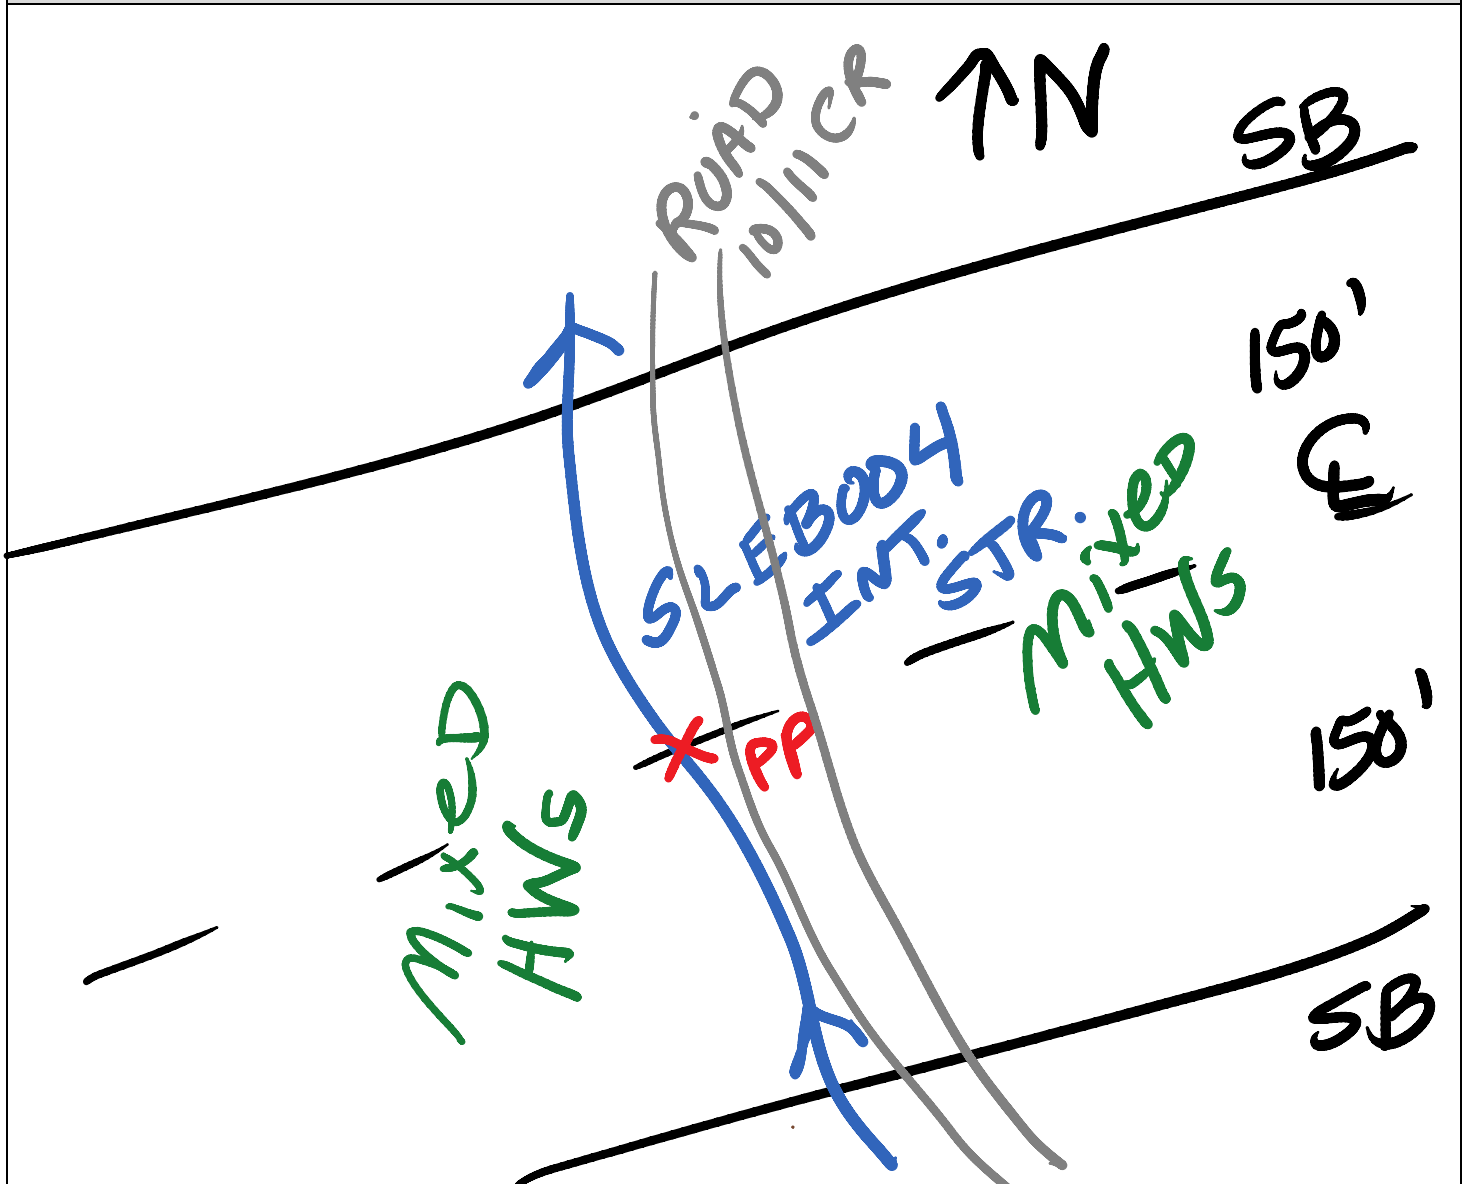 ↑N
SB
ROAD
10/11 CR
150'
℄
SLEB004
INT. STR.
MIXED
HWS
PP
150'
MIXED
HWS
SB